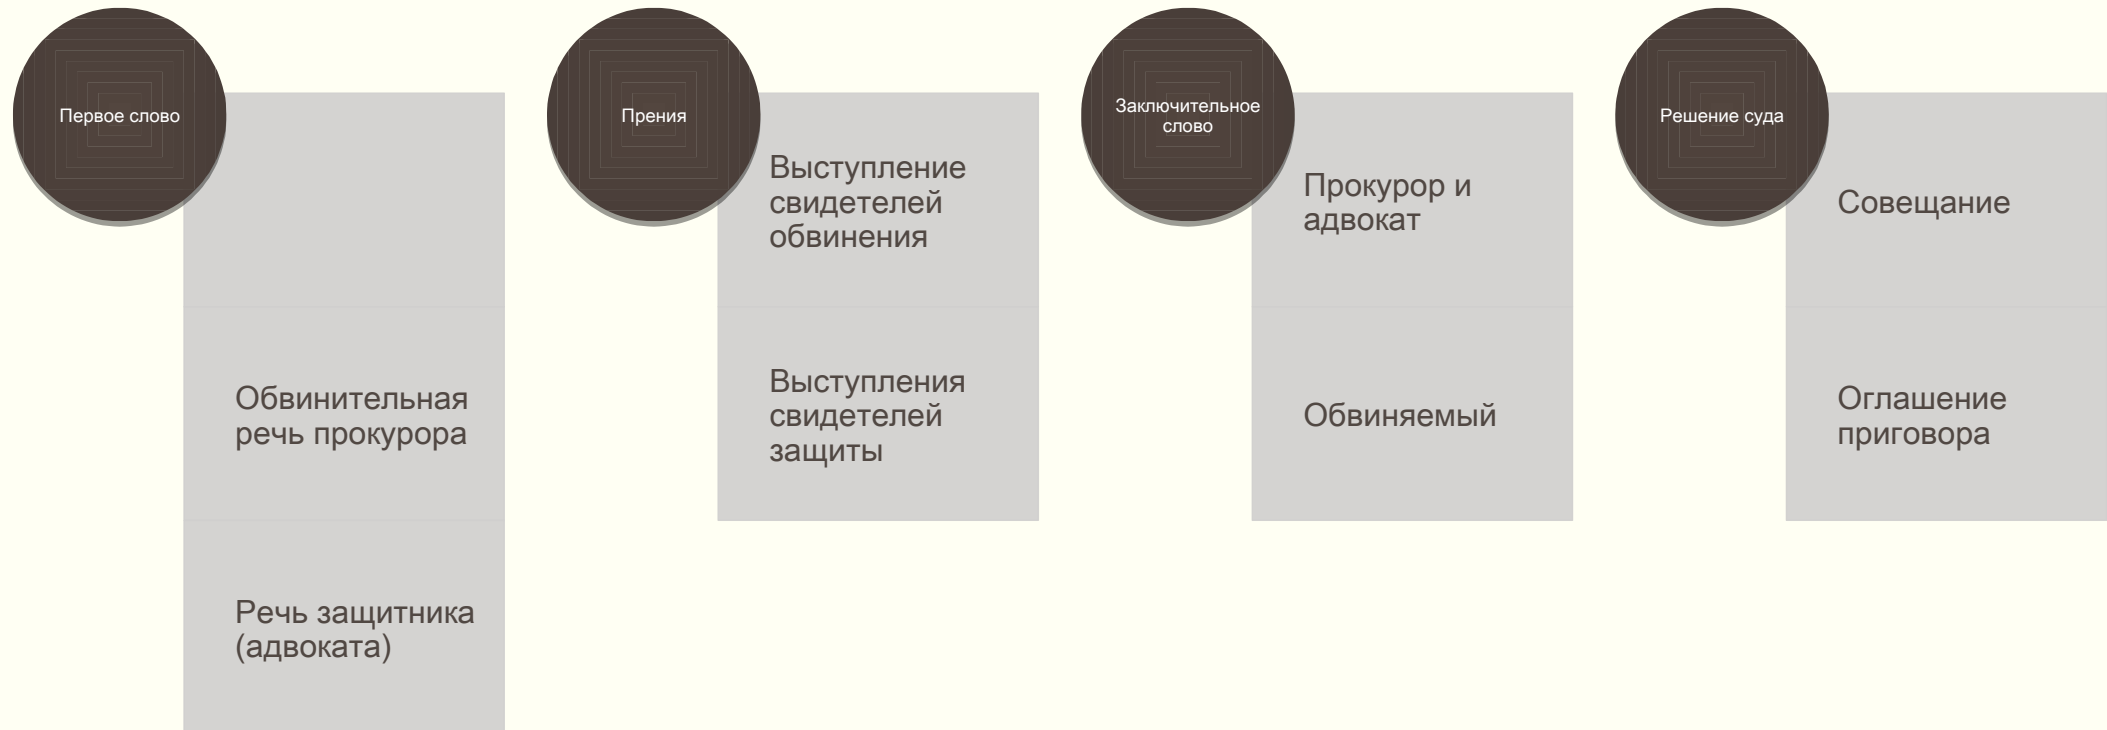 Первое слово
Обвинительная
речь прокурора
Речь защитника
(адвоката)
Прения
Выступление
свидетелей
обвинения
Выступления
свидетелей
защиты
Заключительное
слово
Прокурор и
адвокат
Обвиняемый
Решение суда
Совещание
Оглашение
приговора